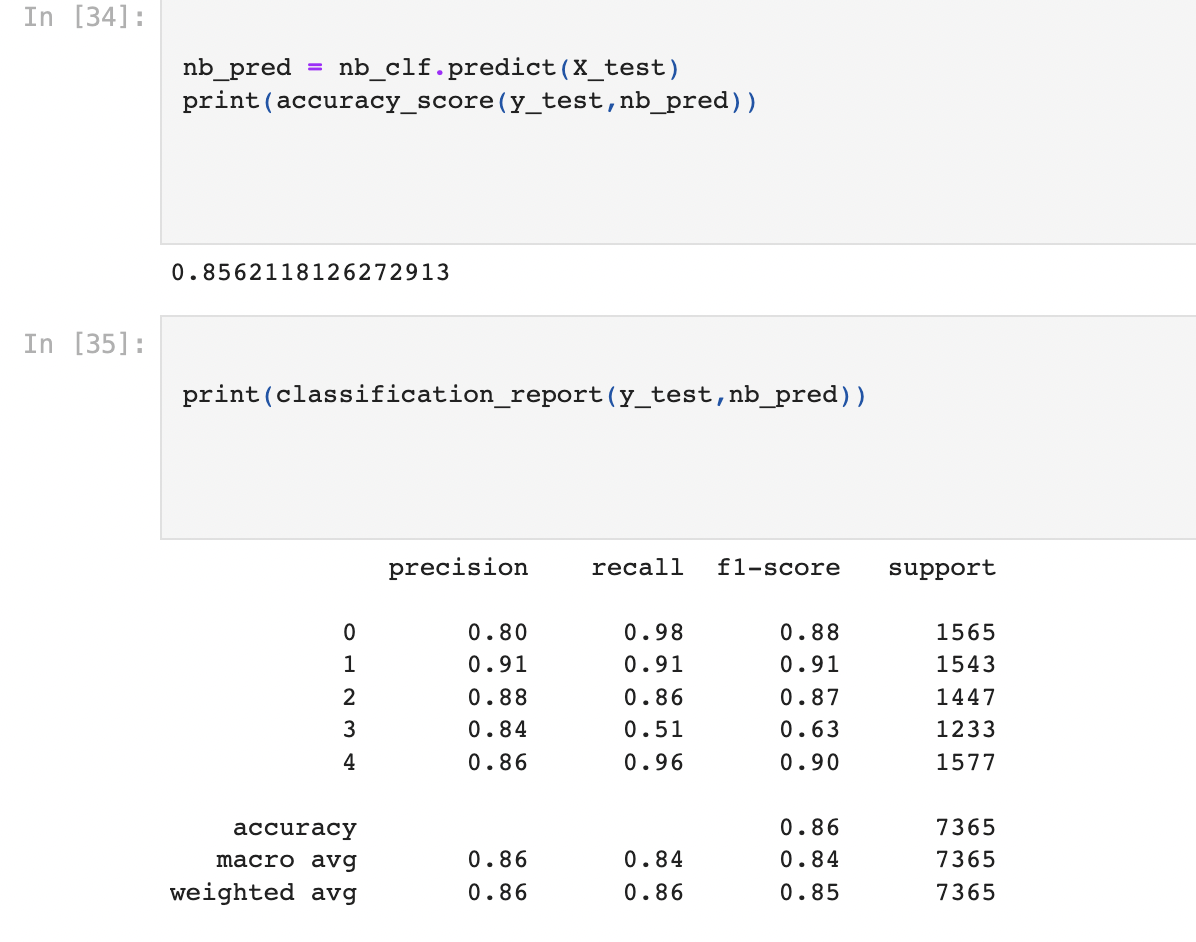 In [34]:
nb_pred = nb_clf.predict(X_test)
print(accuracy_score(y_test,nb_pred))
0.8562118126272913
In [35]:
print(classification_report(y_test,nb_pred))
precision recall f1-score support
0 0.80 0.98 0.88 1565
1 0.91 0.91 0.91 1543
2 0.88 0.86 0.87 1447
3 0.84 0.51 0.63 1233
4 0.86 0.96 0.90 1577
accuracy 0.86 7365
macro avg 0.86 0.84 0.84 7365
weighted avg 0.86 0.86 0.85 7365